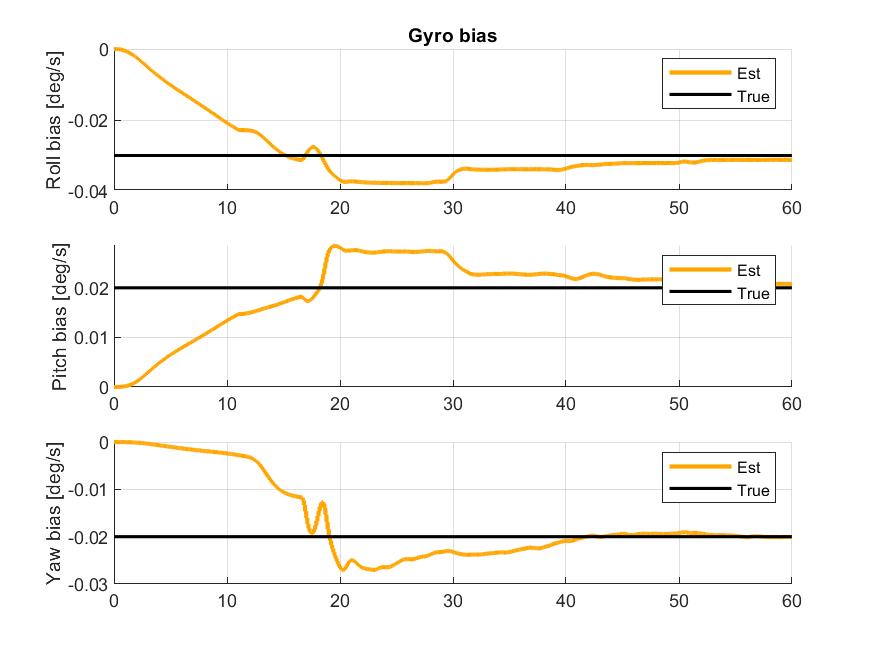 Gyro bias
Roll bias [deg/s]
0
-0.02
-0.04
Est
True
0 10 20 30 40 50 60
Pitch bias [deg/s]
0.02
0.01
0
Est
True
0 10 20 30 40 50 60
Yaw bias [deg/s]
0
-0.01
-0.02
-0.03
Est
True
0 10 20 30 40 50 60